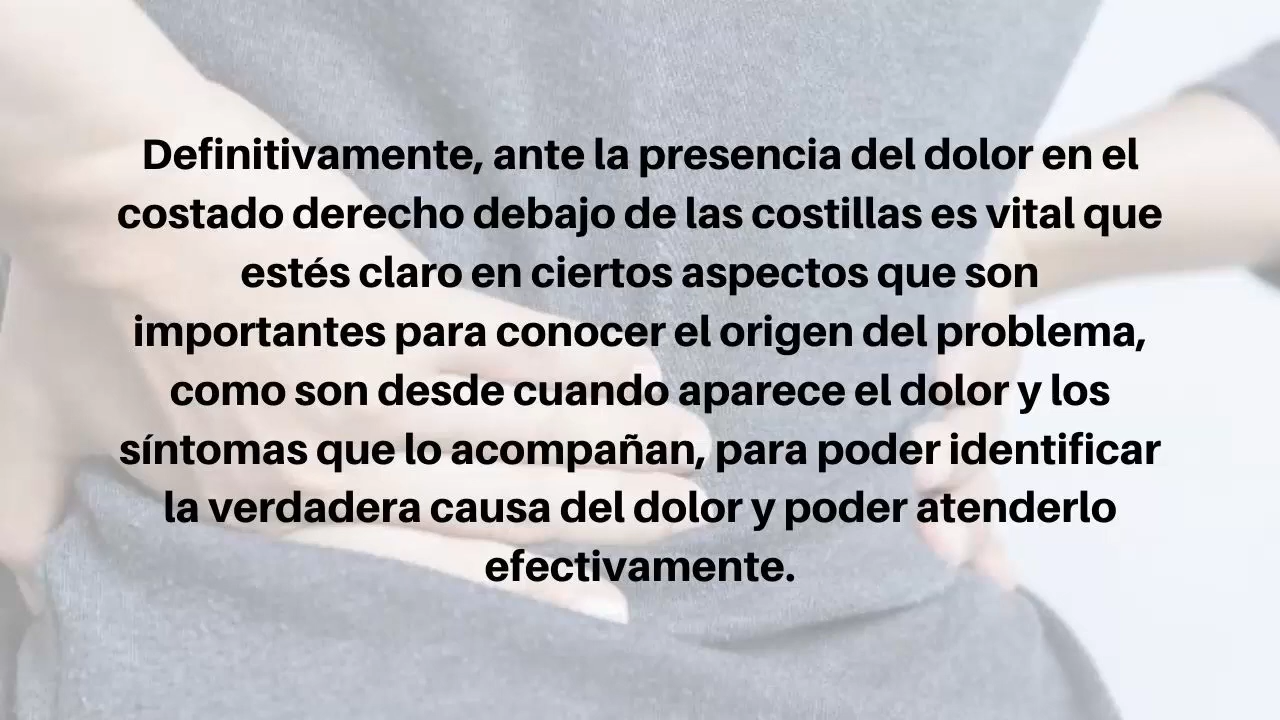 Definitivamente, ante la presencia del dolor en el
costado derecho debajo de las costillas es vital que
estés claro en ciertos aspectos que son
importantes para conocer el origen del problema,
como son desde cuando aparece el dolor y los
síntomas que lo acompañan, para poder identificar
la verdadera causa del dolor y poder atenderlo
efectivamente.